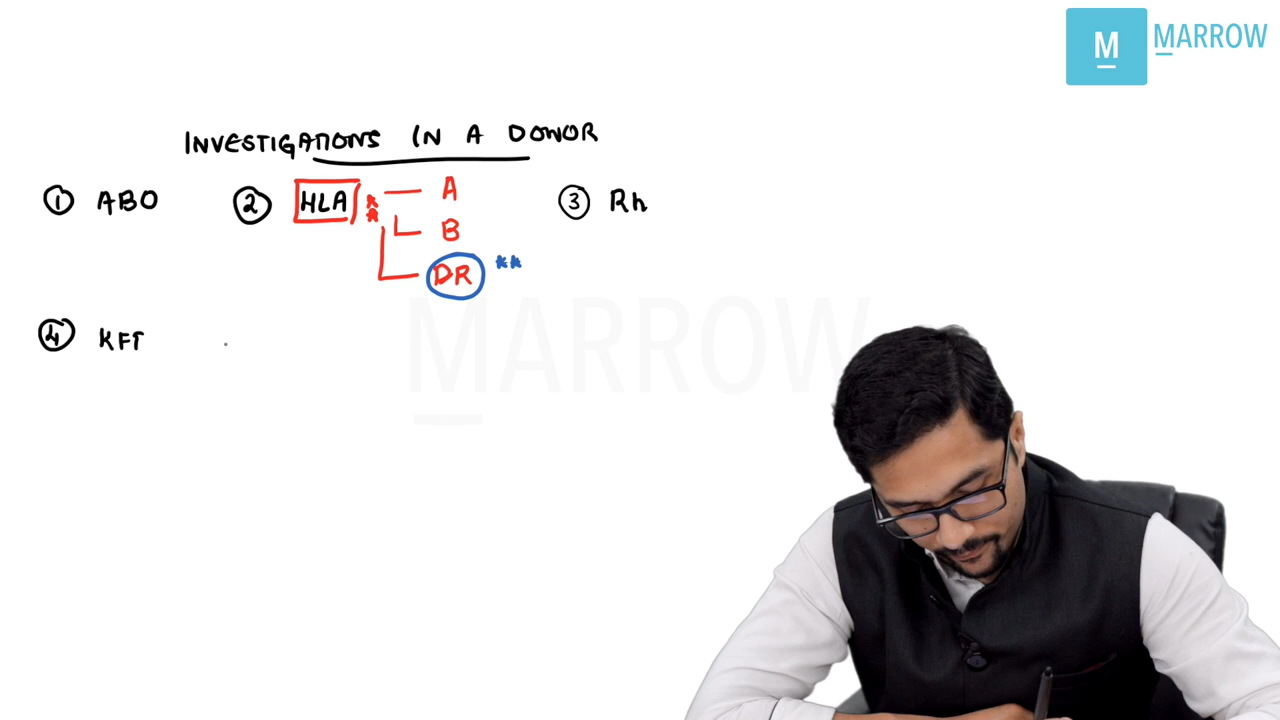 M MARROW
INVESTIGATIONS IN A DONOR
① ABO ② HLA ** A ③ Rh
B
DR **
④ KFT
MARROW